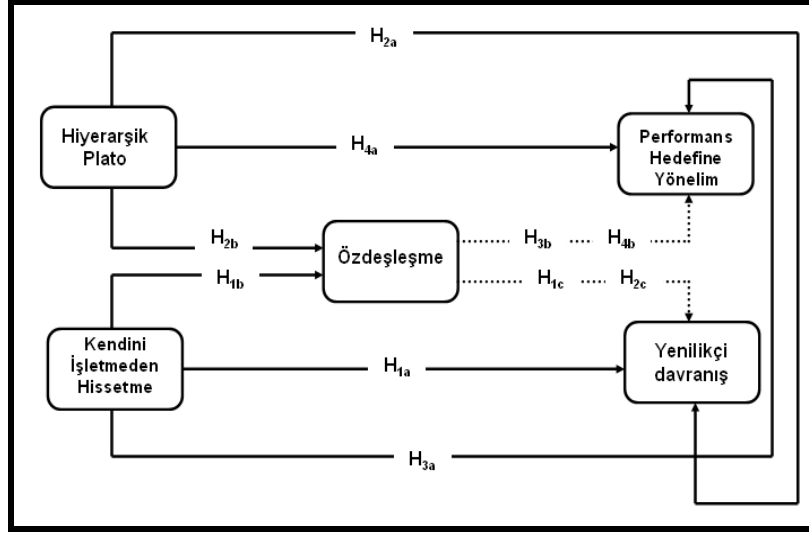 H2a
Hiyerarşik
Plato
H4a
Performans
Hedefine
Yönelim
H2b
Özdeşleşme
H3b
H4b
H1b
H1c
H2c
Kendini
İşletmeden
Hissetme
H1a
Yenilikçi
davranış
H3a